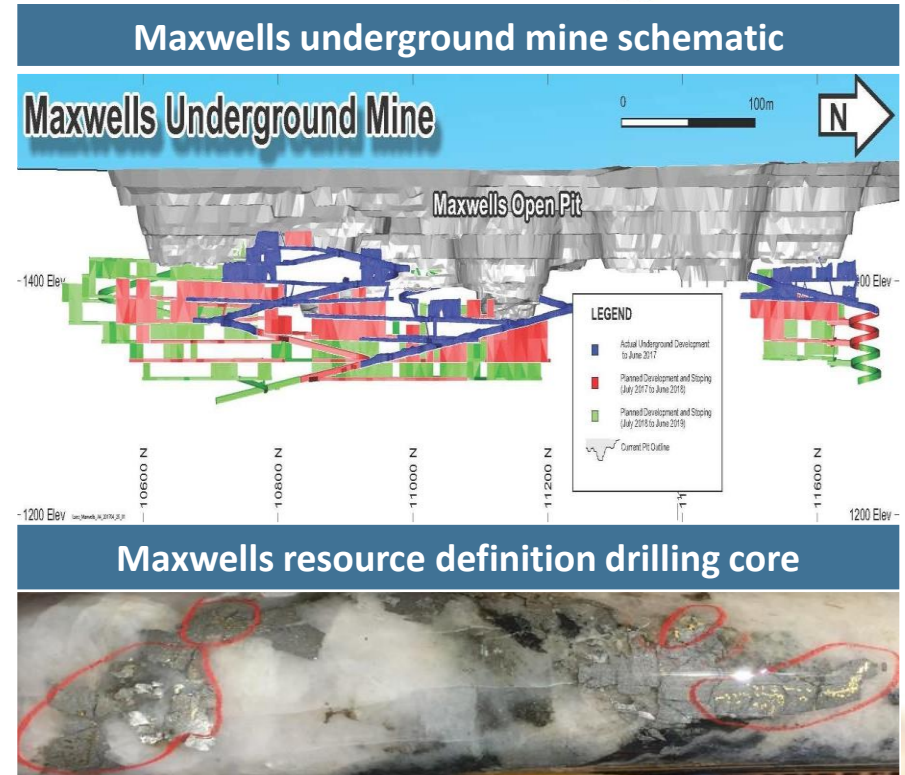 Maxwells underground mine schematic
Maxwells Underground Mine
0 100m
N
Maxwells Open Pit
1400 Elev
00 Elev
LEGEND
Actual Underground Development
to June 2017
Planned Development and Stoping
(July 2017 to June 2018)
Planned Development and Stoping
(July 2018 to June 2019)
Current Pit Outline
10600 N
10800 N
11000 N
11200 N
11600 N
1200 Elev
1200 Elev
Maxwells resource definition drilling core